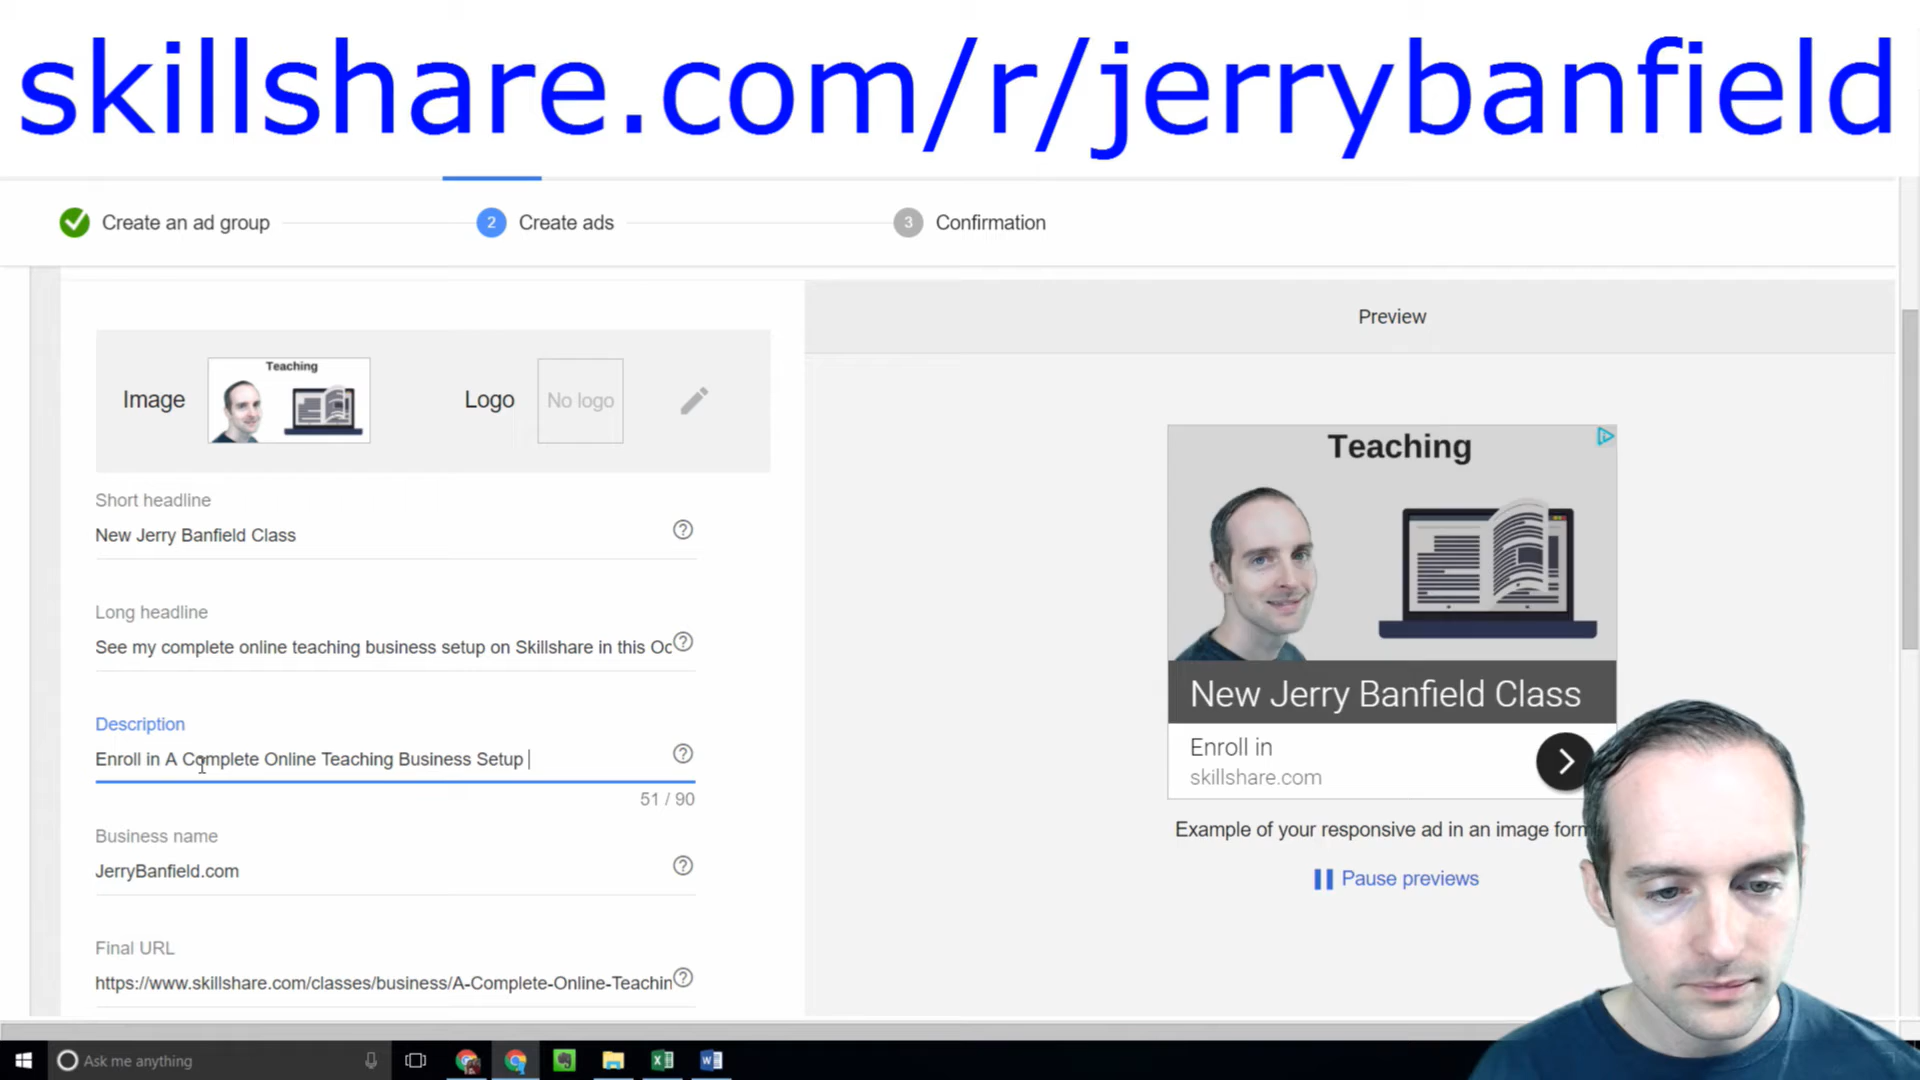 skillshare.com/r/jerrybanfield
Create an ad group
2
Create ads
3
Confirmation
Image
Teaching
Logo
No logo
Short headline
New Jerry Banfield Class
Long headline
See my complete online teaching business setup on Skillshare in this Oc
Description
Enroll in A Complete Online Teaching Business Setup
51 / 90
Business name
JerryBanfield.com
Final URL
https://www.skillshare.com/classes/business/A-Complete-Online-Teachin
Preview
Teaching
New Jerry Banfield Class
Enroll in
skillshare.com
Example of your responsive ad in an image form
Pause previews
Ask me anything